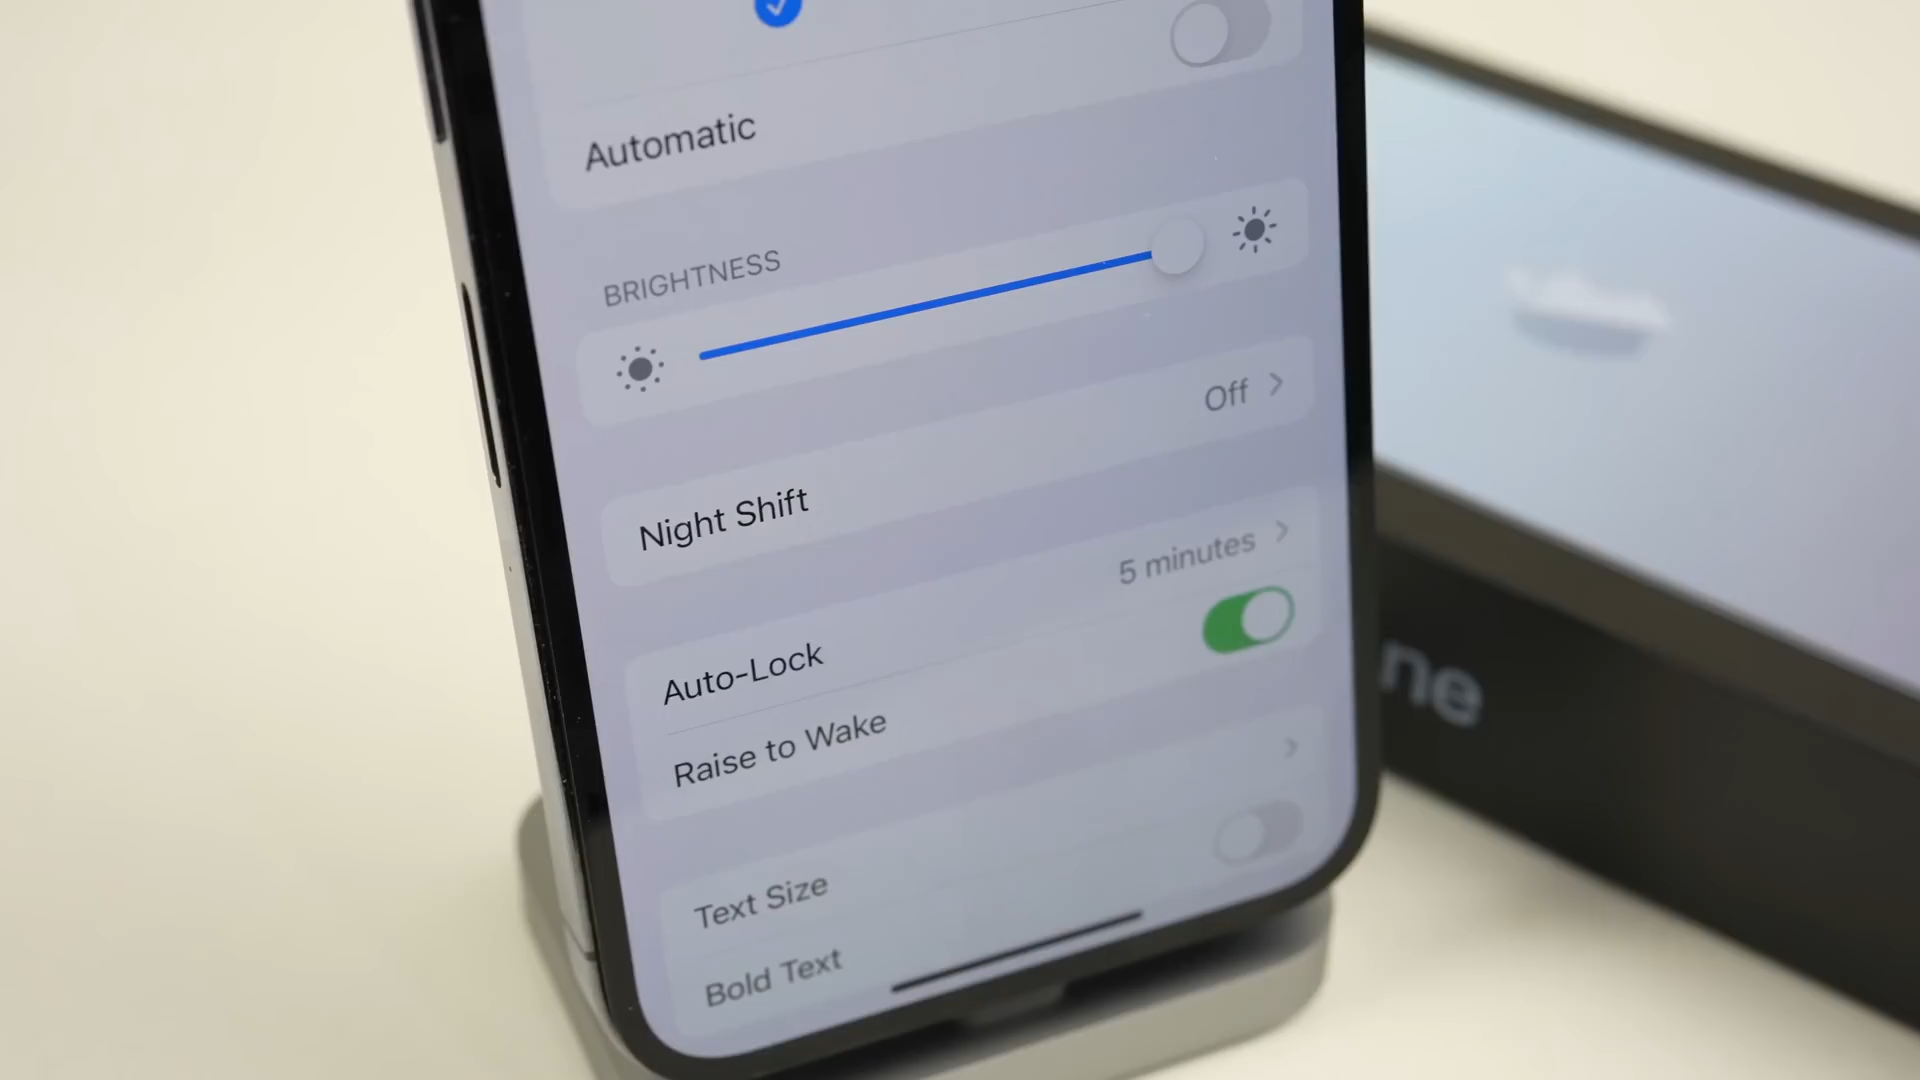 Automatic
BRIGHTNESS
Night Shift
Off
Auto-Lock
5 minutes
Raise to Wake
Text Size
Bold Text
ne